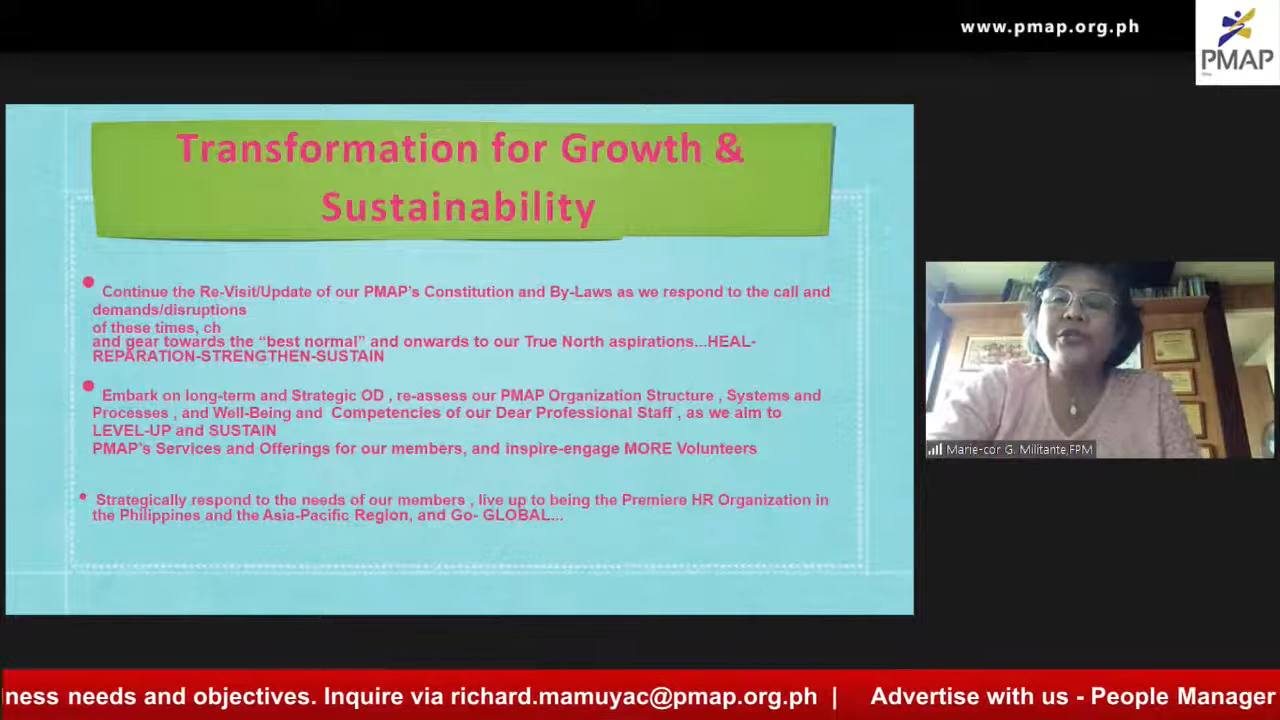 www.pmap.org.ph
PMAP
Transformation for Growth &
Sustainability
• Continue the Re-Visit/Update of our PMAP's Constitution and By-Laws as we respond to the call and
demands/disruptions
of these times, ch
and gear towards the “best normal” and onwards to our True North aspirations...HEAL-
REPARATION-STRENGTHEN-SUSTAIN
• Embark on long-term and Strategic OD , re-assess our PMAP Organization Structure , Systems and
Processes , and Well-Being and Competencies of our Dear Professional Staff , as we aim to
LEVEL-UP and SUSTAIN
PMAP's Services and Offerings for our members, and inspire-engage MORE Volunteers
• Strategically respond to the needs of our members , live up to being the Premiere HR Organization in
the Philippines and the Asia-Pacific Region, and Go- GLOBAL...
Marie-cor G. Militante,FPM
ness needs and objectives. Inquire via richard.mamuyac@pmap.org.ph | Advertise with us - People Manager